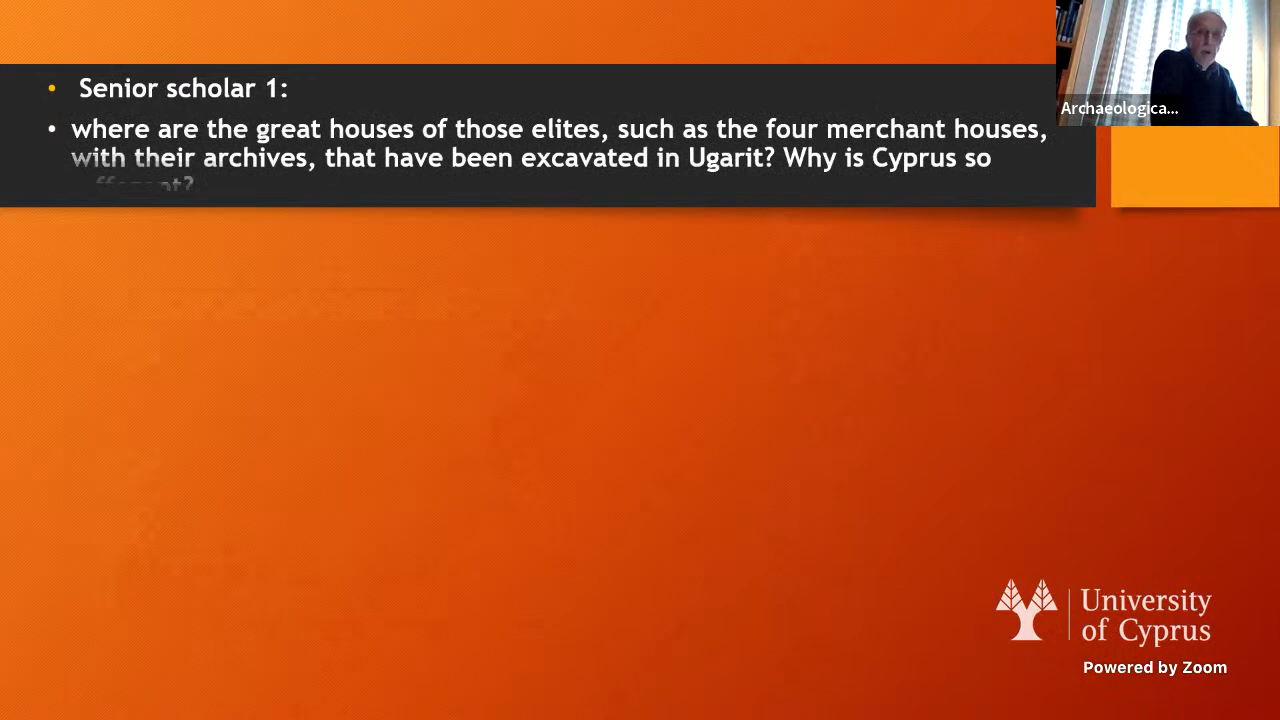 Senior scholar 1:
where are the great houses of those elites, such as the four merchant houses,
with their archives, that have been excavated in Ugarit? Why is Cyprus so
Archaeologica...
University
of Cyprus
Powered by Zoom